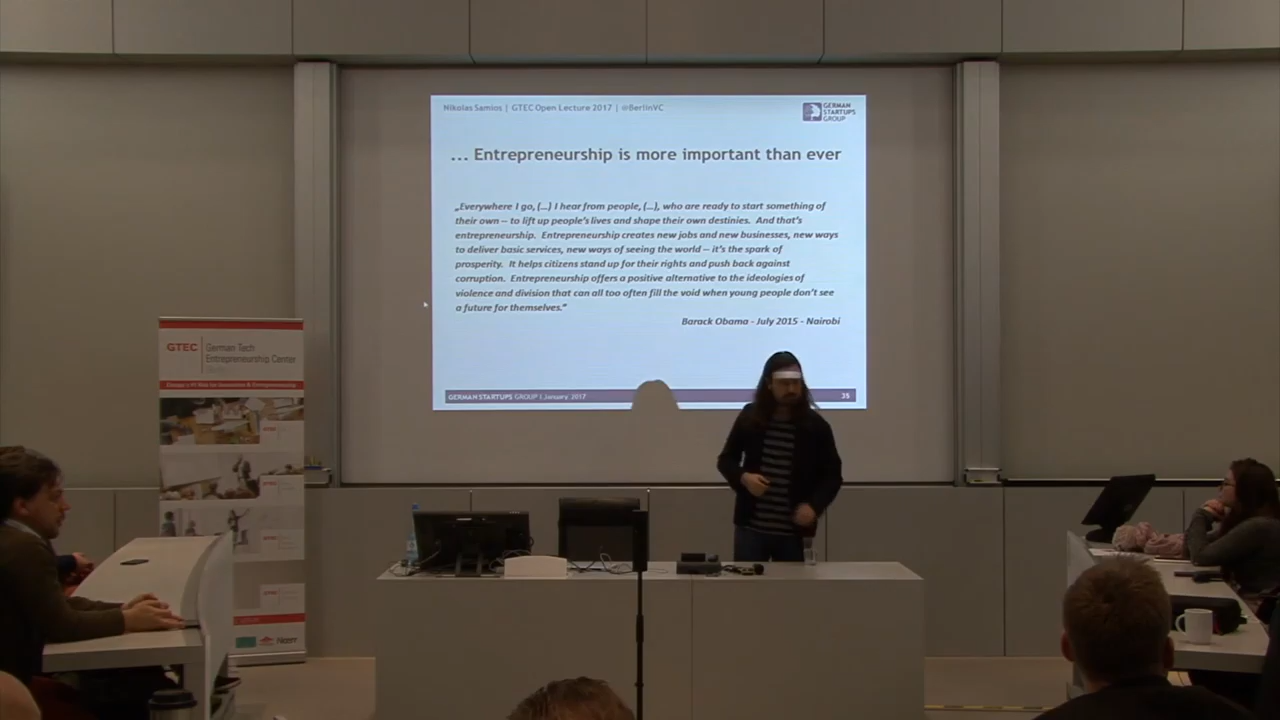 Nikolas Samios | GTEC Open Lecture 2017 | @BerlinVC
GERMAN
STARTUPS
GROUP
... Entrepreneurship is more important than ever
„Everywhere I go, (...) I hear from people, (...), who are ready to start something of
their own — to lift up people's lives and shape their own destinies. And that's
entrepreneurship. Entrepreneurship creates new jobs and new businesses, new ways
to deliver basic services, new ways of seeing the world — it's the spark of
prosperity. It helps citizens stand up for their rights and push back against
corruption. Entrepreneurship offers a positive alternative to the ideologies of
violence and division that can all too often fill the void when young people don't see
a future for themselves."
Barack Obama - July 2015 - Nairobi
GERMAN STARTUPS GROUP I January 2017
35
GTEC
German Tech
Entrepreneurship Center
Noerr